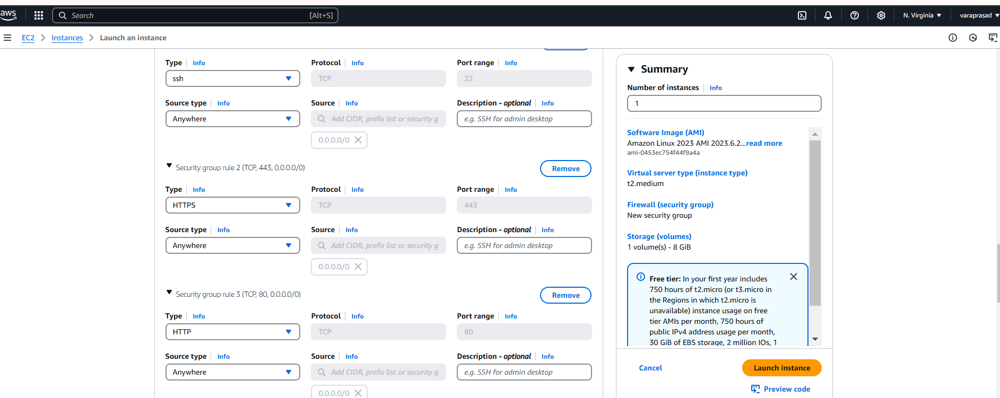 aws
Search [Alt+S]
N. Virginia
varaprasad
EC2 Instances Launch an instance
Type Info Protocol Info Port range Info
ssh TCP 22
Source type Info Source Info Description - optional Info
Anywhere Add CIDR, prefix list or security g e.g. SSH for admin desktop
0.0.0.0/0
Security group rule 2 (TCP, 443, 0.0.0.0/0) Remove
Type Info Protocol Info Port range Info
HTTPS TCP 443
Source type Info Source Info Description - optional Info
Anywhere Add CIDR, prefix list or security g e.g. SSH for admin desktop
0.0.0.0/0
Security group rule 3 (TCP, 80, 0.0.0.0/0) Remove
Type Info Protocol Info Port range Info
HTTP TCP 80
Source type Info Source Info Description - optional Info
Anywhere Add CIDR, prefix list or security g e.g. SSH for admin desktop
0.0.0.0/0
Summary
Number of instances Info
1
Software Image (AMI)
Amazon Linux 2023 AMI 2023.6.2...read more
ami-0453ec754f44f9a4a
Virtual server type (instance type)
t2.medium
Firewall (security group)
New security group
Storage (volumes)
1 volume(s) - 8 GiB
Free tier: In your first year includes
750 hours of t2.micro (or t3.micro in
the Regions in which t2.micro is
unavailable) instance usage on free
tier AMIs per month, 750 hours of
public IPv4 address usage per month,
30 GiB of EBS storage, 2 million IOs, 1
Cancel Launch instance
Preview code